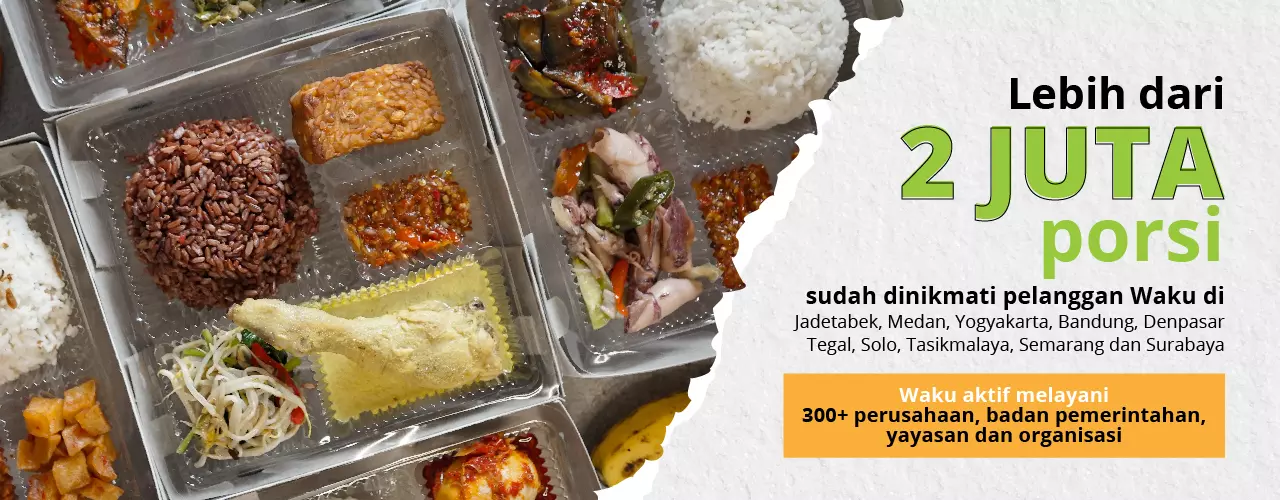 Lebih dari
2 JUTA
porsi
sudah dinikmati pelanggan Waku di
Jadetabek, Medan, Yogyakarta, Bandung, Denpasar
Tegal, Solo, Tasikmalaya, Semarang dan Surabaya
Waku aktif melayani
300+ perusahaan, badan pemerintahan,
yayasan dan organisasi